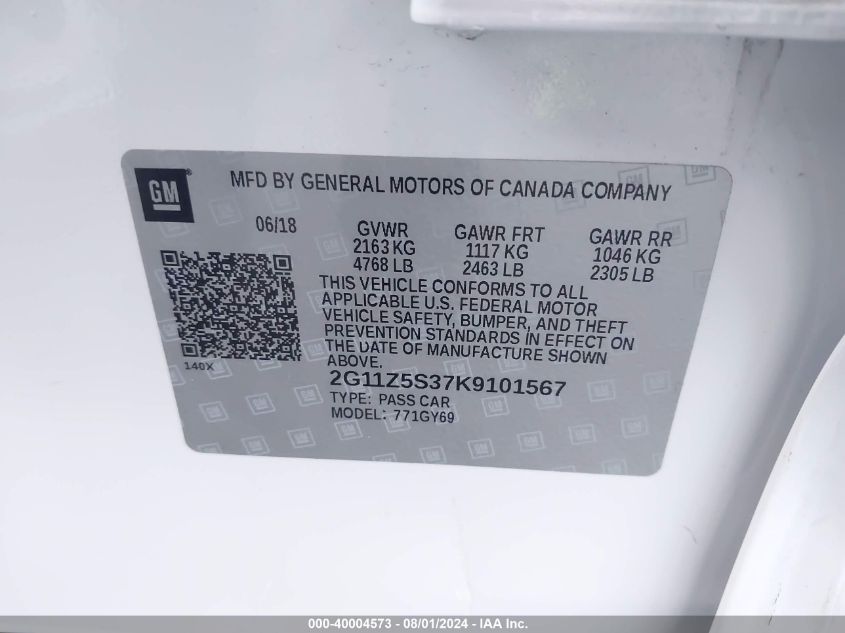 GM
MFD BY GENERAL MOTORS OF CANADA COMPANY
06/18
GVWR GAWR FRT GAWR RR
2163 KG 1117 KG 1046 KG
4768 LB 2463 LB 2305 LB
THIS VEHICLE CONFORMS TO ALL
APPLICABLE U.S. FEDERAL MOTOR
VEHICLE SAFETY, BUMPER, AND THEFT
PREVENTION STANDARDS IN EFFECT ON
THE DATE OF MANUFACTURE SHOWN
ABOVE.
140X
2G11Z5S37K9101567
TYPE: PASS CAR
MODEL: 771GY69
000-40004573 - 08/01/2024 - IAA Inc.